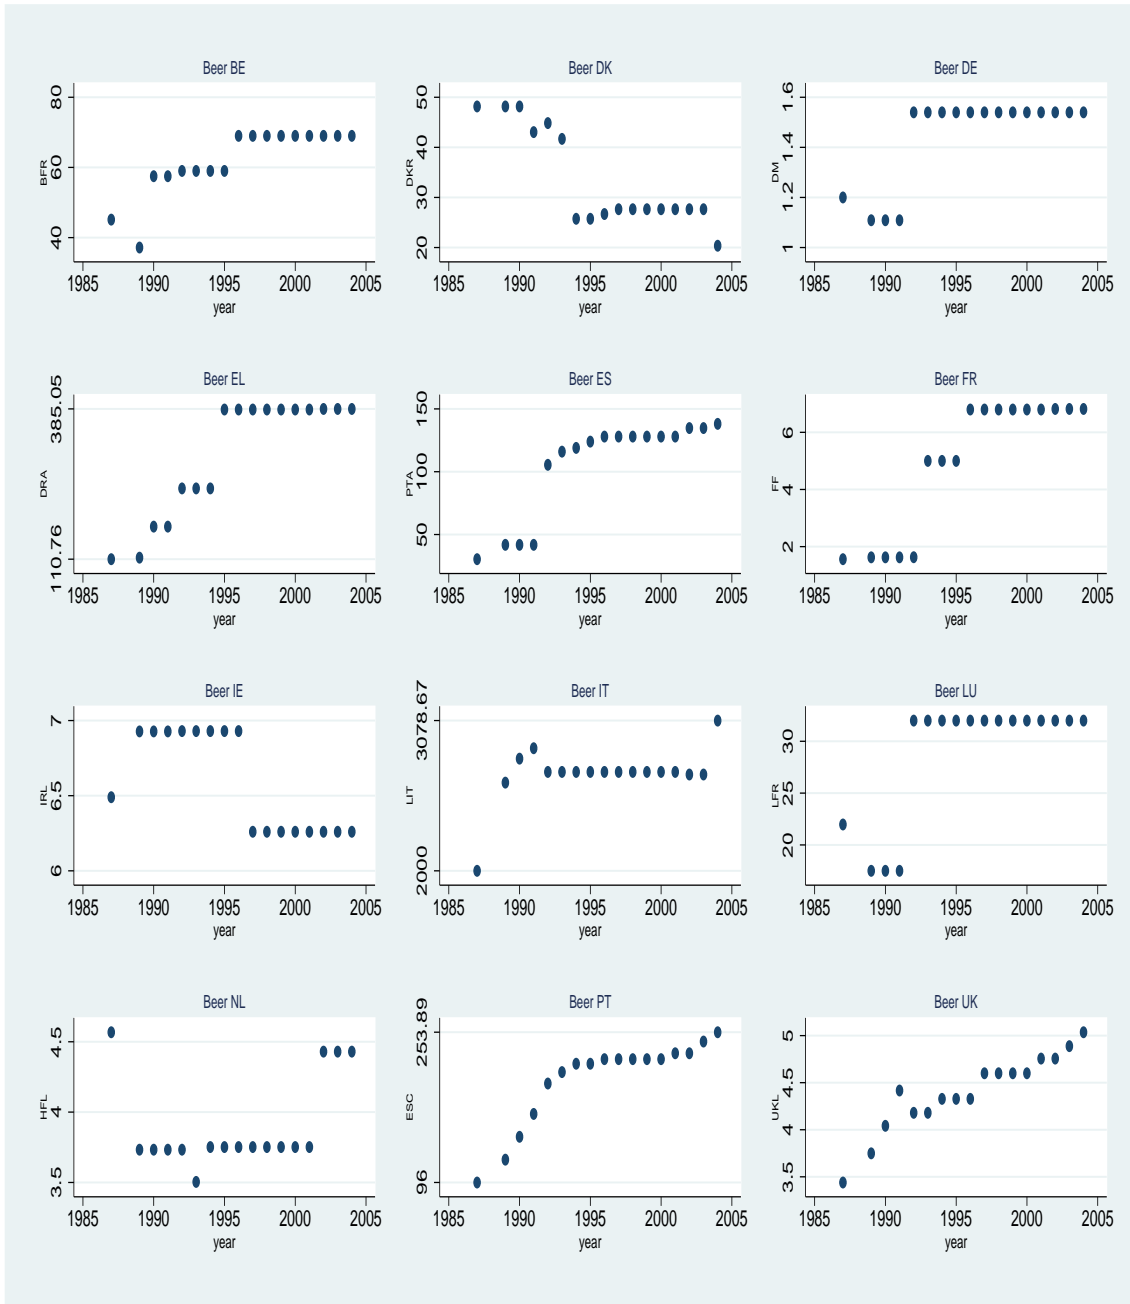 Beer BE
80
60
40
BFR
1985 1990 1995 2000 2005
year
Beer DK
50
40
30
20
DKR
1985 1990 1995 2000 2005
year
Beer DE
1.6
1.4
1.2
1
DM
1985 1990 1995 2000 2005
year
Beer EL
385.05
110.76
DRA
1985 1990 1995 2000 2005
year
Beer ES
150
100
50
PTA
1985 1990 1995 2000 2005
year
Beer FR
6
4
2
FF
1985 1990 1995 2000 2005
year
Beer IE
7
6.5
6
IRL
1985 1990 1995 2000 2005
year
Beer IT
3078.67
2000
LIT
1985 1990 1995 2000 2005
year
Beer LU
30
25
20
LFR
1985 1990 1995 2000 2005
year
Beer NL
4.5
4
3.5
HFL
1985 1990 1995 2000 2005
year
Beer PT
253.89
96
ESC
1985 1990 1995 2000 2005
year
Beer UK
5
4.5
4
3.5
UKL
1985 1990 1995 2000 2005
year